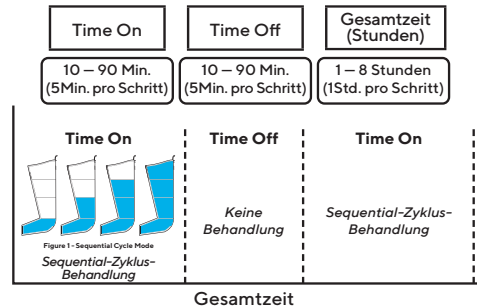 Time On
Time Off
Gesamtzeit
(Stunden)
10 – 90 Min.
(5Min. pro Schritt)
10 – 90 Min.
(5Min. pro Schritt)
1 – 8 Stunden
(1Std. pro Schritt)
Time On
Time Off
Time On
Figure 1 - Sequential Cycle Mode
Sequential-Zyklus-
Behandlung
Keine
Behandlung
Sequential-Zyklus-
Behandlung
Gesamtzeit